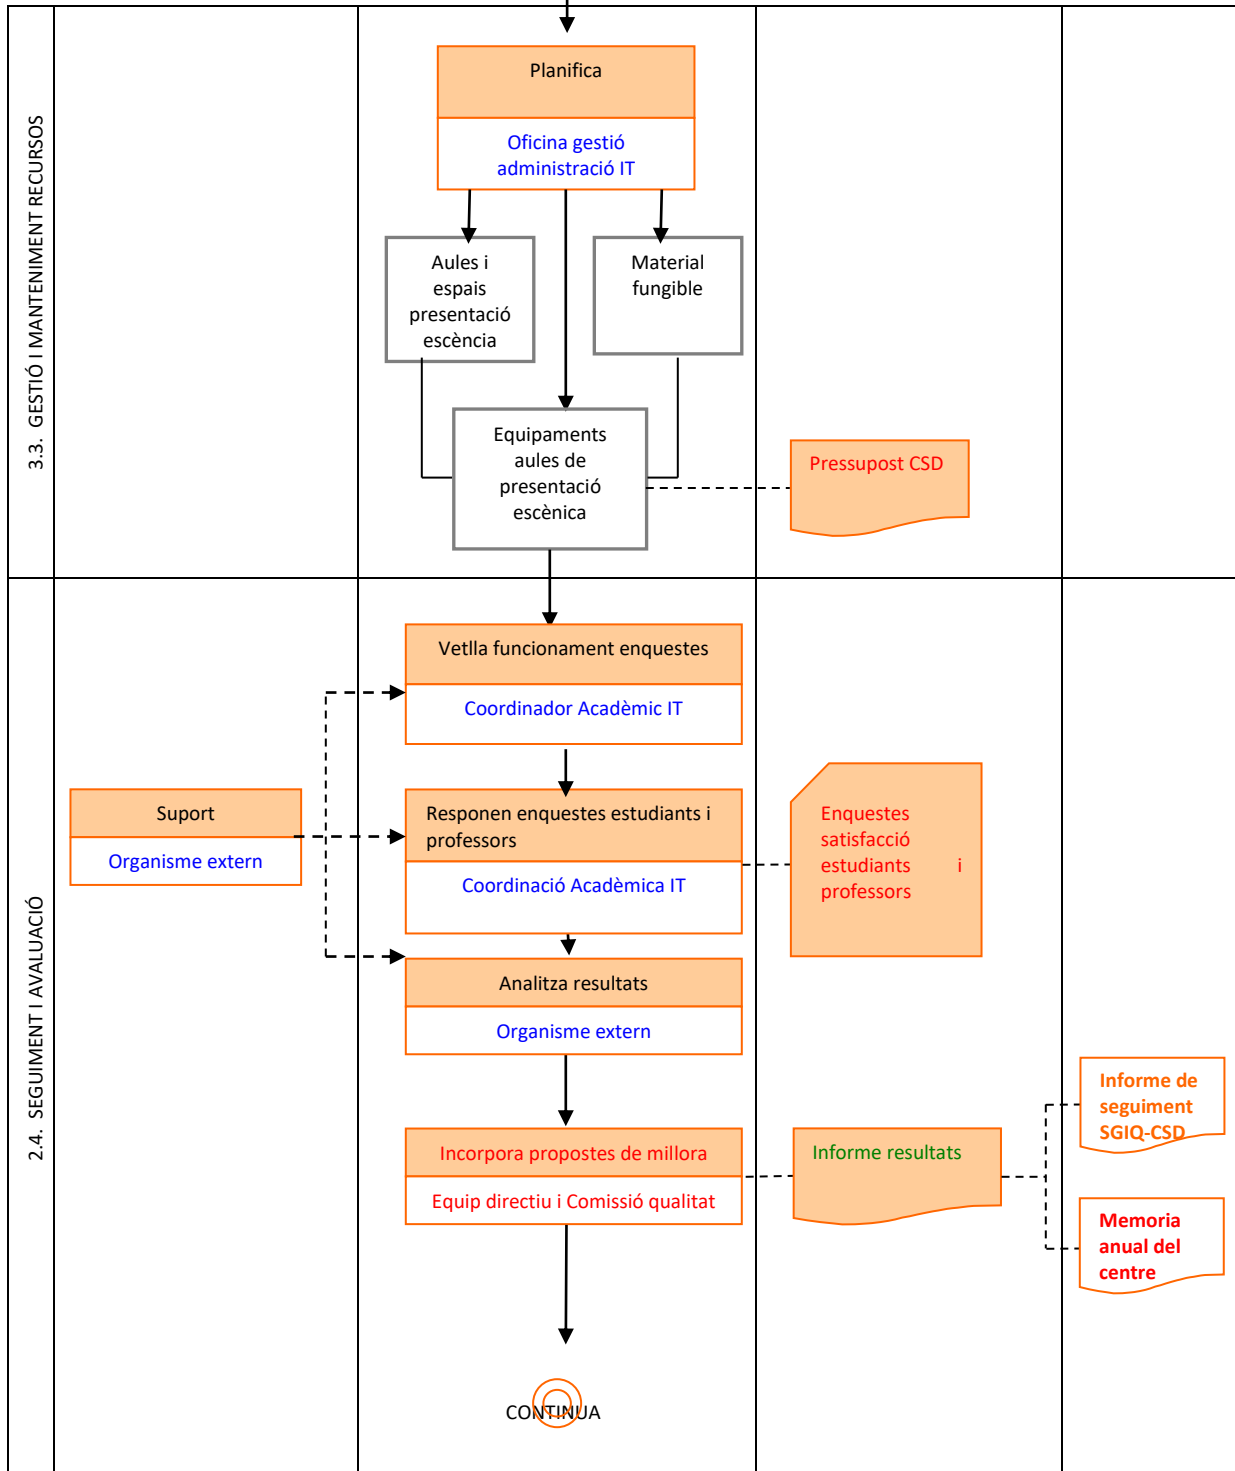 3.3. GESTIÓ I MANTENIMENT RECURSOS
Planifica
Oficina gestió
administració IT
Aules i
espais
presentació
escència
Material
fungible
Equipaments
aules de
presentació
escènica
Pressupost CSD
2.4. SEGUIMENT I AVALUACIÓ
Vetlla funcionament enquestes
Coordinador Acadèmic IT
Suport
Organisme extern
Responen enquestes estudiants i
professors
Coordinació Acadèmica IT
Enquestes
satisfacció
estudiants i
professors
Analitza resultats
Organisme extern
Incorpora propostes de millora
Equip directiu i Comissió qualitat
Informe resultats
Informe de
seguiment
SGIQ-CSD
Memoria
anual del
centre
CONTINUA